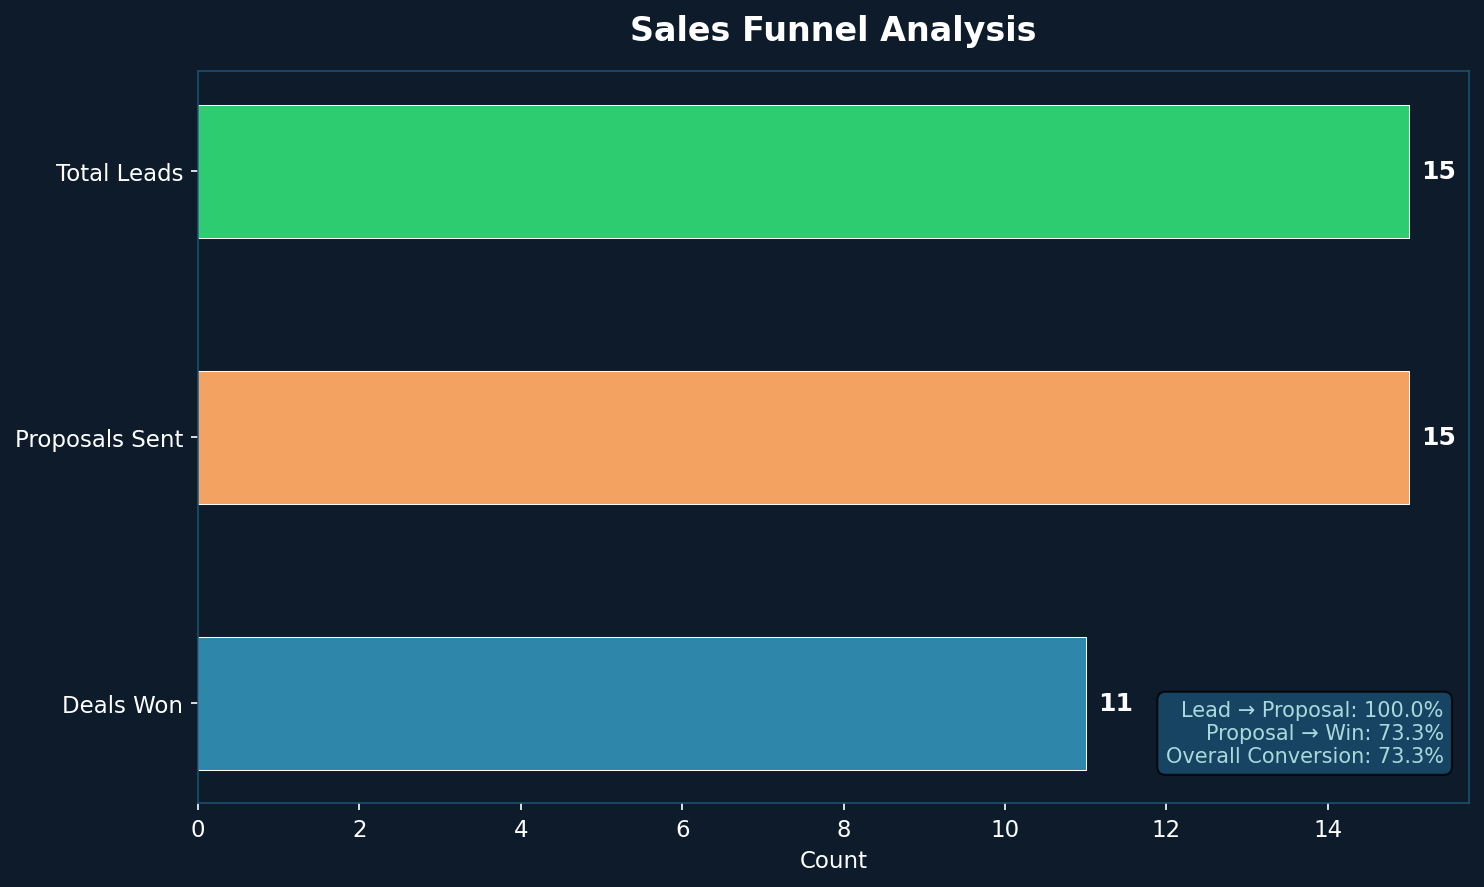 Sales Funnel Analysis
Total Leads
15
Proposals Sent
15
Deals Won
11
Lead → Proposal: 100.0%
Proposal → Win: 73.3%
Overall Conversion: 73.3%
0 2 4 6 8 10 12 14
Count